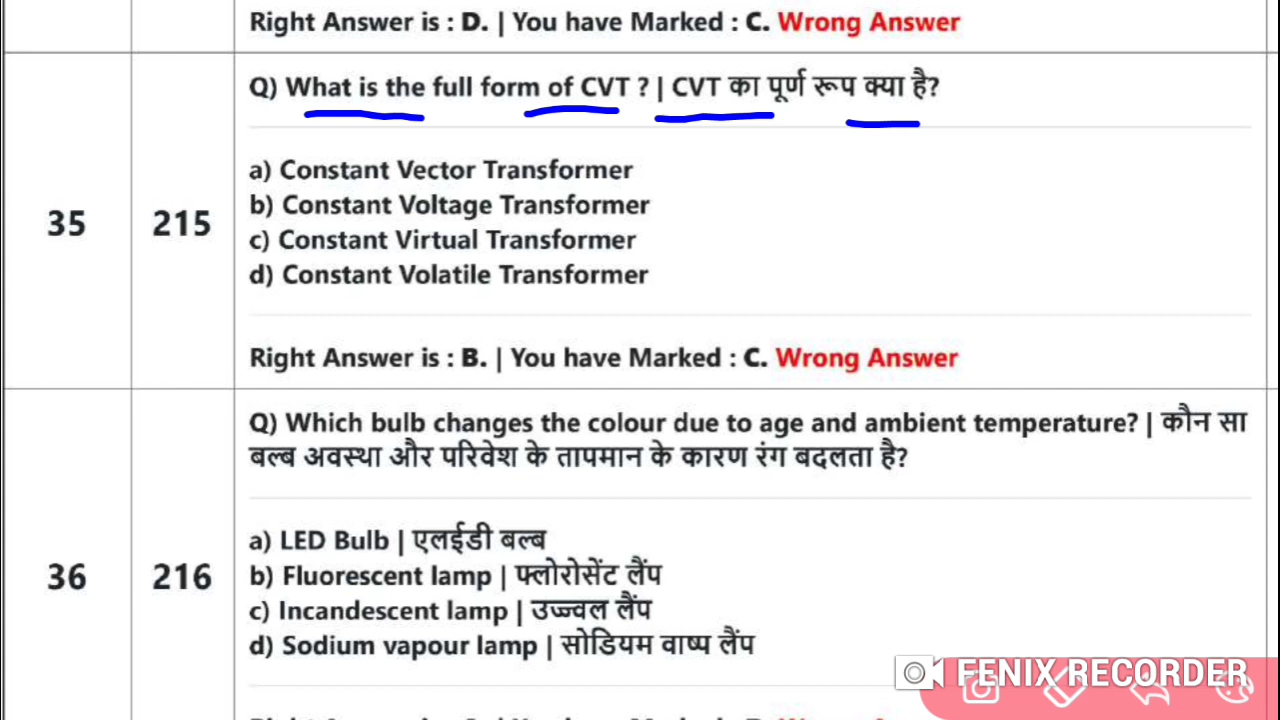 Right Answer is : D. | You have Marked : C. Wrong Answer
35
215
Q) What is the full form of CVT ? | CVT का पूर्ण रूप क्या है?
a) Constant Vector Transformer
b) Constant Voltage Transformer
c) Constant Virtual Transformer
d) Constant Volatile Transformer
Right Answer is : B. | You have Marked : C. Wrong Answer
36
216
Q) Which bulb changes the colour due to age and ambient temperature? | कौन सा
बल्ब अवस्था और परिवेश के तापमान के कारण रंग बदलता है?
a) LED Bulb | एलईडी बल्ब
b) Fluorescent lamp | फ्लोरोसेंट लैंप
c) Incandescent lamp | उज्ज्वल लैंप
d) Sodium vapour lamp | सोडियम वाष्प लैंप
FENIX RECORDER